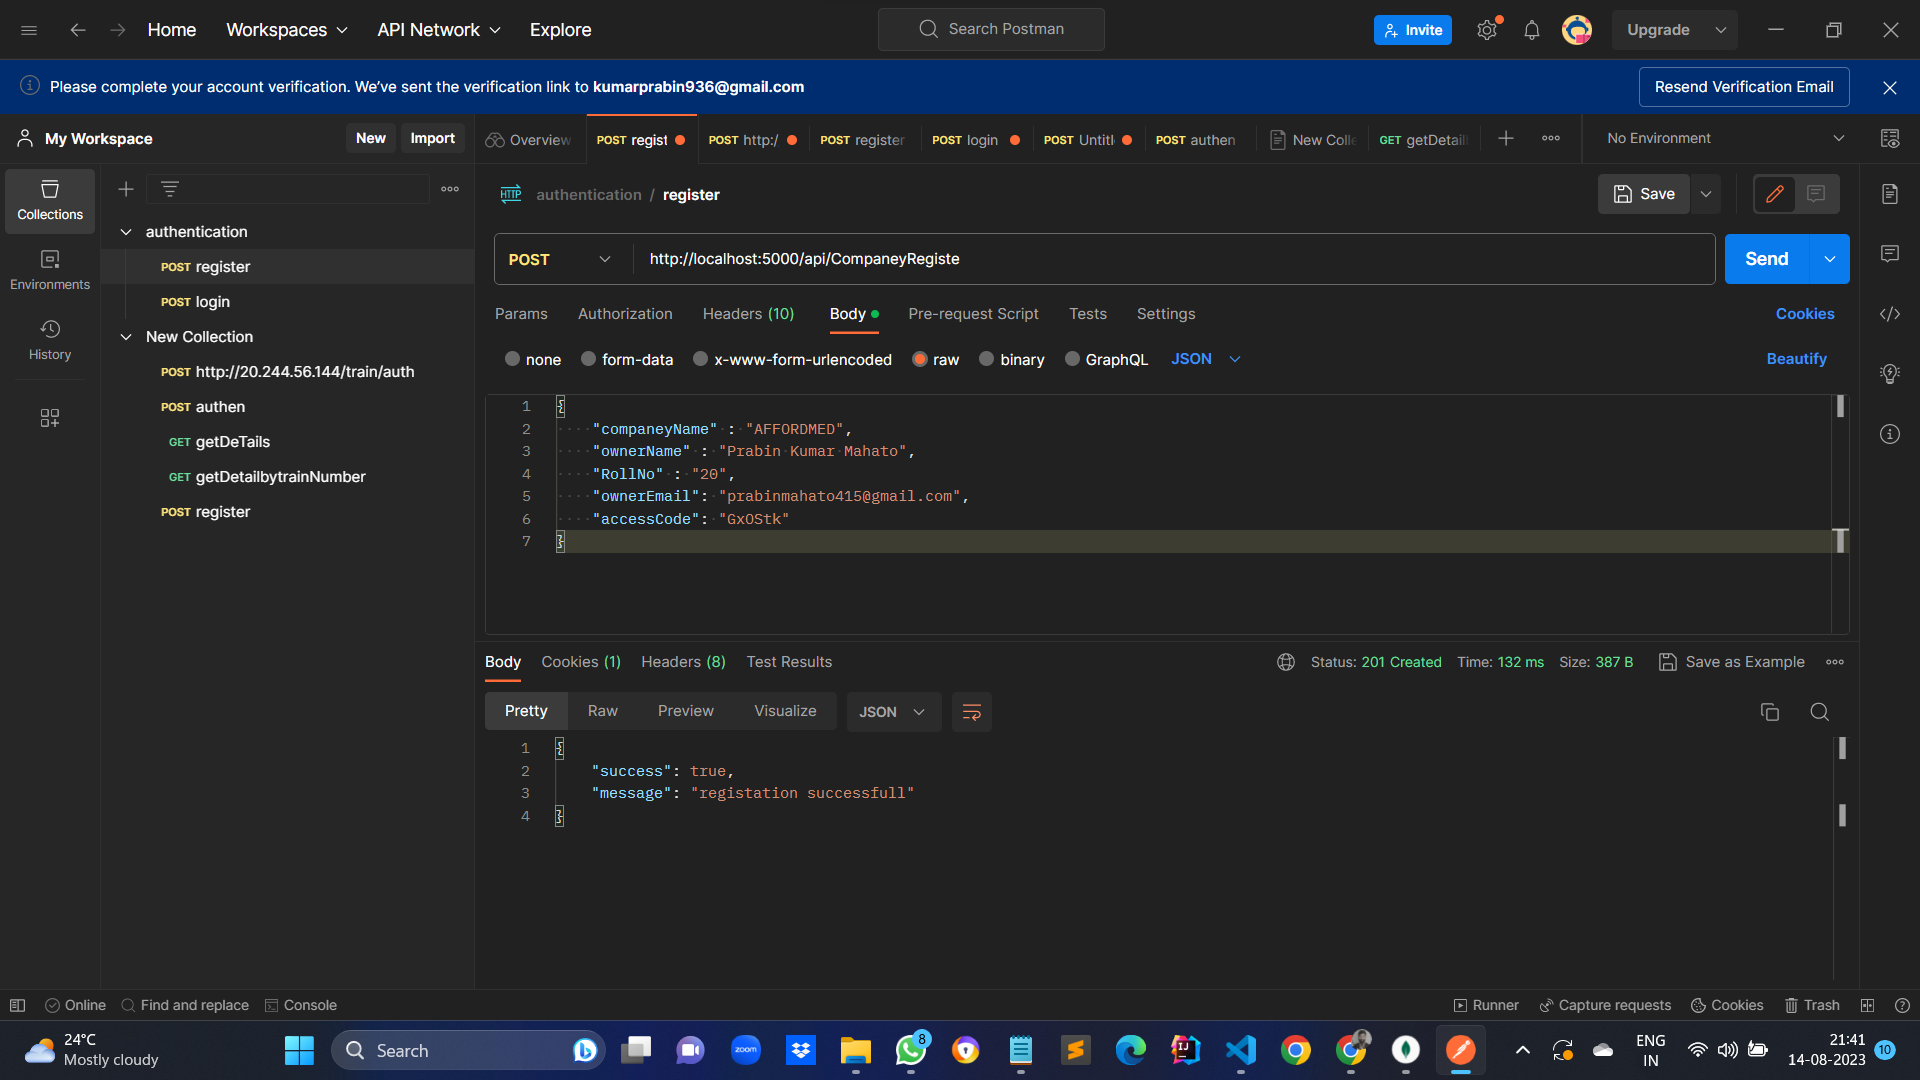 Home Workspaces API Network Explore Search Postman Invite Upgrade
Please complete your account verification. We've sent the verification link to kumarprabin936@gmail.com Resend Verification Email
My Workspace New Import Overview POST regist POST http:/ POST register POST login POST Untitl POST authen New Colle GET getDetail No Environment
Collections
Environments
History
authentication
POST register
POST login
New Collection
POST http://20.244.56.144/train/auth
POST authen
GET getDeTails
GET getDetailbytrainNumber
POST register
HTTP authentication / register Save
POST http://localhost:5000/api/CompaneyRegiste Send
Params Authorization Headers (10) Body Pre-request Script Tests Settings Cookies
none form-data x-www-form-urlencoded raw binary GraphQL JSON Beautify
1 {
2 "companeyName" : "AFFORDMED",
3 "ownerName" : "Prabin Kumar Mahato",
4 "RollNo" : "20",
5 "ownerEmail": "prabinmahato415@gmail.com",
6 "accessCode": "GxOStk"
7 }
Body Cookies (1) Headers (8) Test Results Status: 201 Created Time: 132 ms Size: 387 B Save as Example
Pretty Raw Preview Visualize JSON
1 {
2 "success": true,
3 "message": "registation successfull"
4 }
Online Find and replace Console Runner Capture requests Cookies Trash
24°C
Mostly cloudy
Search
zoom
8
IJ
ENG
IN
21:41
14-08-2023
10